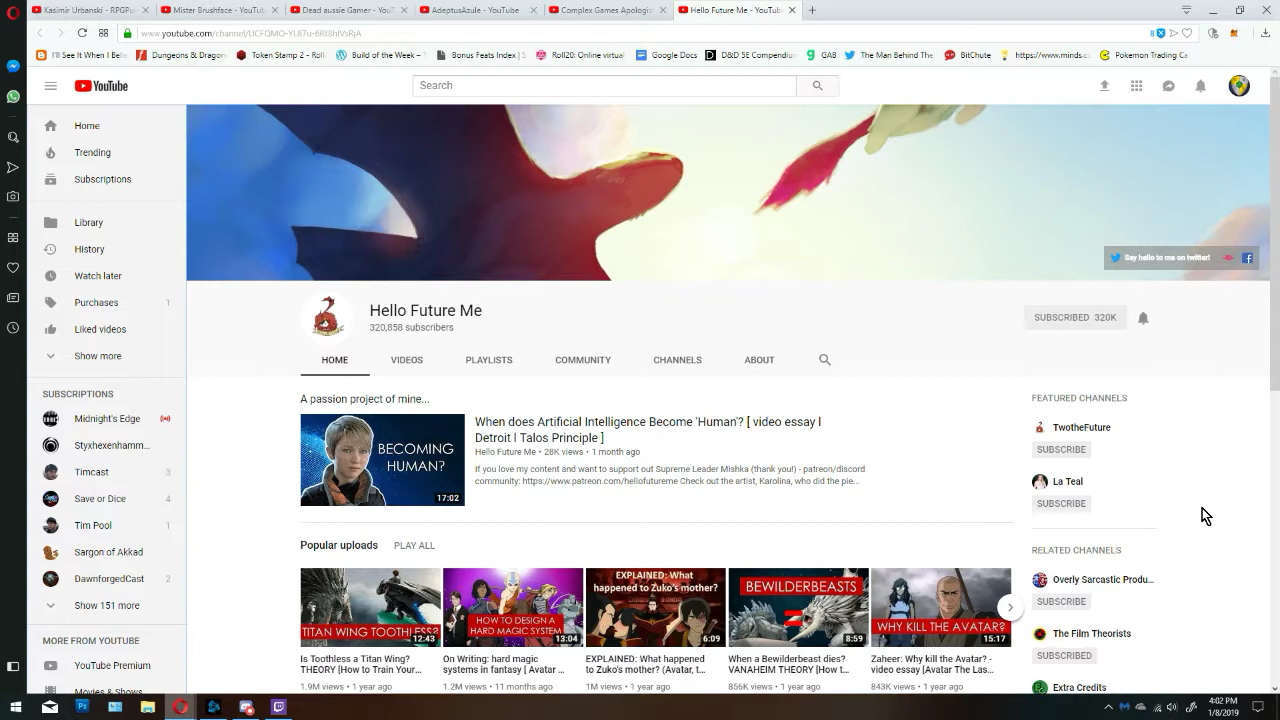 Kasimir Urbanski - RPGPu
Mister Brushface - YouTub
Dead aussie Gamer - YouT
AdeptusAzule - YouTube
Complex Games Apologis
Hello Future Me - YouTub
www.youtube.com/channel/
8
I'll See It When I Belie
Dungeons & Dragons
Token Stamp 2 - Rolla
Build of the Week –
Bonus Feats Index | S
Roll20: Online virtual
Google Docs
D&D 5E Compendium
GAB
The Man Behind The
BitChute
https://www.minds.c
Pokemon Trading Ca
YouTube
Search
Home
Trending
Subscriptions
Library
History
Watch later
Purchases 1
Liked videos
Show more
SUBSCRIPTIONS
Midnight's Edge
Styxhexenhamm...
Timcast 3
Save or Dice 4
Tim Pool 1
Sargon of Akkad
DawnforgedCast 2
Show 151 more
MORE FROM YOUTUBE
YouTube Premium
Movies & Shows
Say hello to me on twitter!
Hello Future Me
320,858 subscribers
SUBSCRIBED 320K
HOME
VIDEOS
PLAYLISTS
COMMUNITY
CHANNELS
ABOUT
A passion project of mine...
BECOMING
HUMAN?
17:02
When does Artificial Intelligence Become 'Human'? [ video essay l
Detroit l Talos Principle ]
Hello Future Me • 28K views • 1 month ago
If you love my content and want to support out Supreme Leader Mishka (thank you!) - patreon/discord
community: https://www.patreon.com/hellofutureme Check out the artist, Karolina, who did the pie...
Popular uploads
PLAY ALL
TITAN WING TOOTHLESS?
12:43
Is Toothless a Titan Wing?
THEORY [How to Train Your...
1.9M views • 1 year ago
HOW TO DESIGN A
HARD MAGIC SYSTEM
13:04
On Writing: hard magic
systems in fantasy [ Avatar ...
1.2M views • 11 months ago
EXPLAINED: What
happened to Zuko's mother?
6:09
EXPLAINED: What happened
to Zuko's mother? (Avatar, t...
1M views • 1 year ago
BEWILDERBEASTS
8:59
When a Bewilderbeast dies?
VANAHEIM THEORY [How t...
856K views • 1 year ago
WHY KILL THE AVATAR?
15:17
Zaheer: Why kill the Avatar? -
video essay [Avatar The Las...
843K views • 1 year ago
FEATURED CHANNELS
TwotheFuture
SUBSCRIBE
La Teal
SUBSCRIBE
RELATED CHANNELS
Overly Sarcastic Produ...
SUBSCRIBE
The Film Theorists
SUBSCRIBED
Extra Credits
4:02 PM
1/8/2019